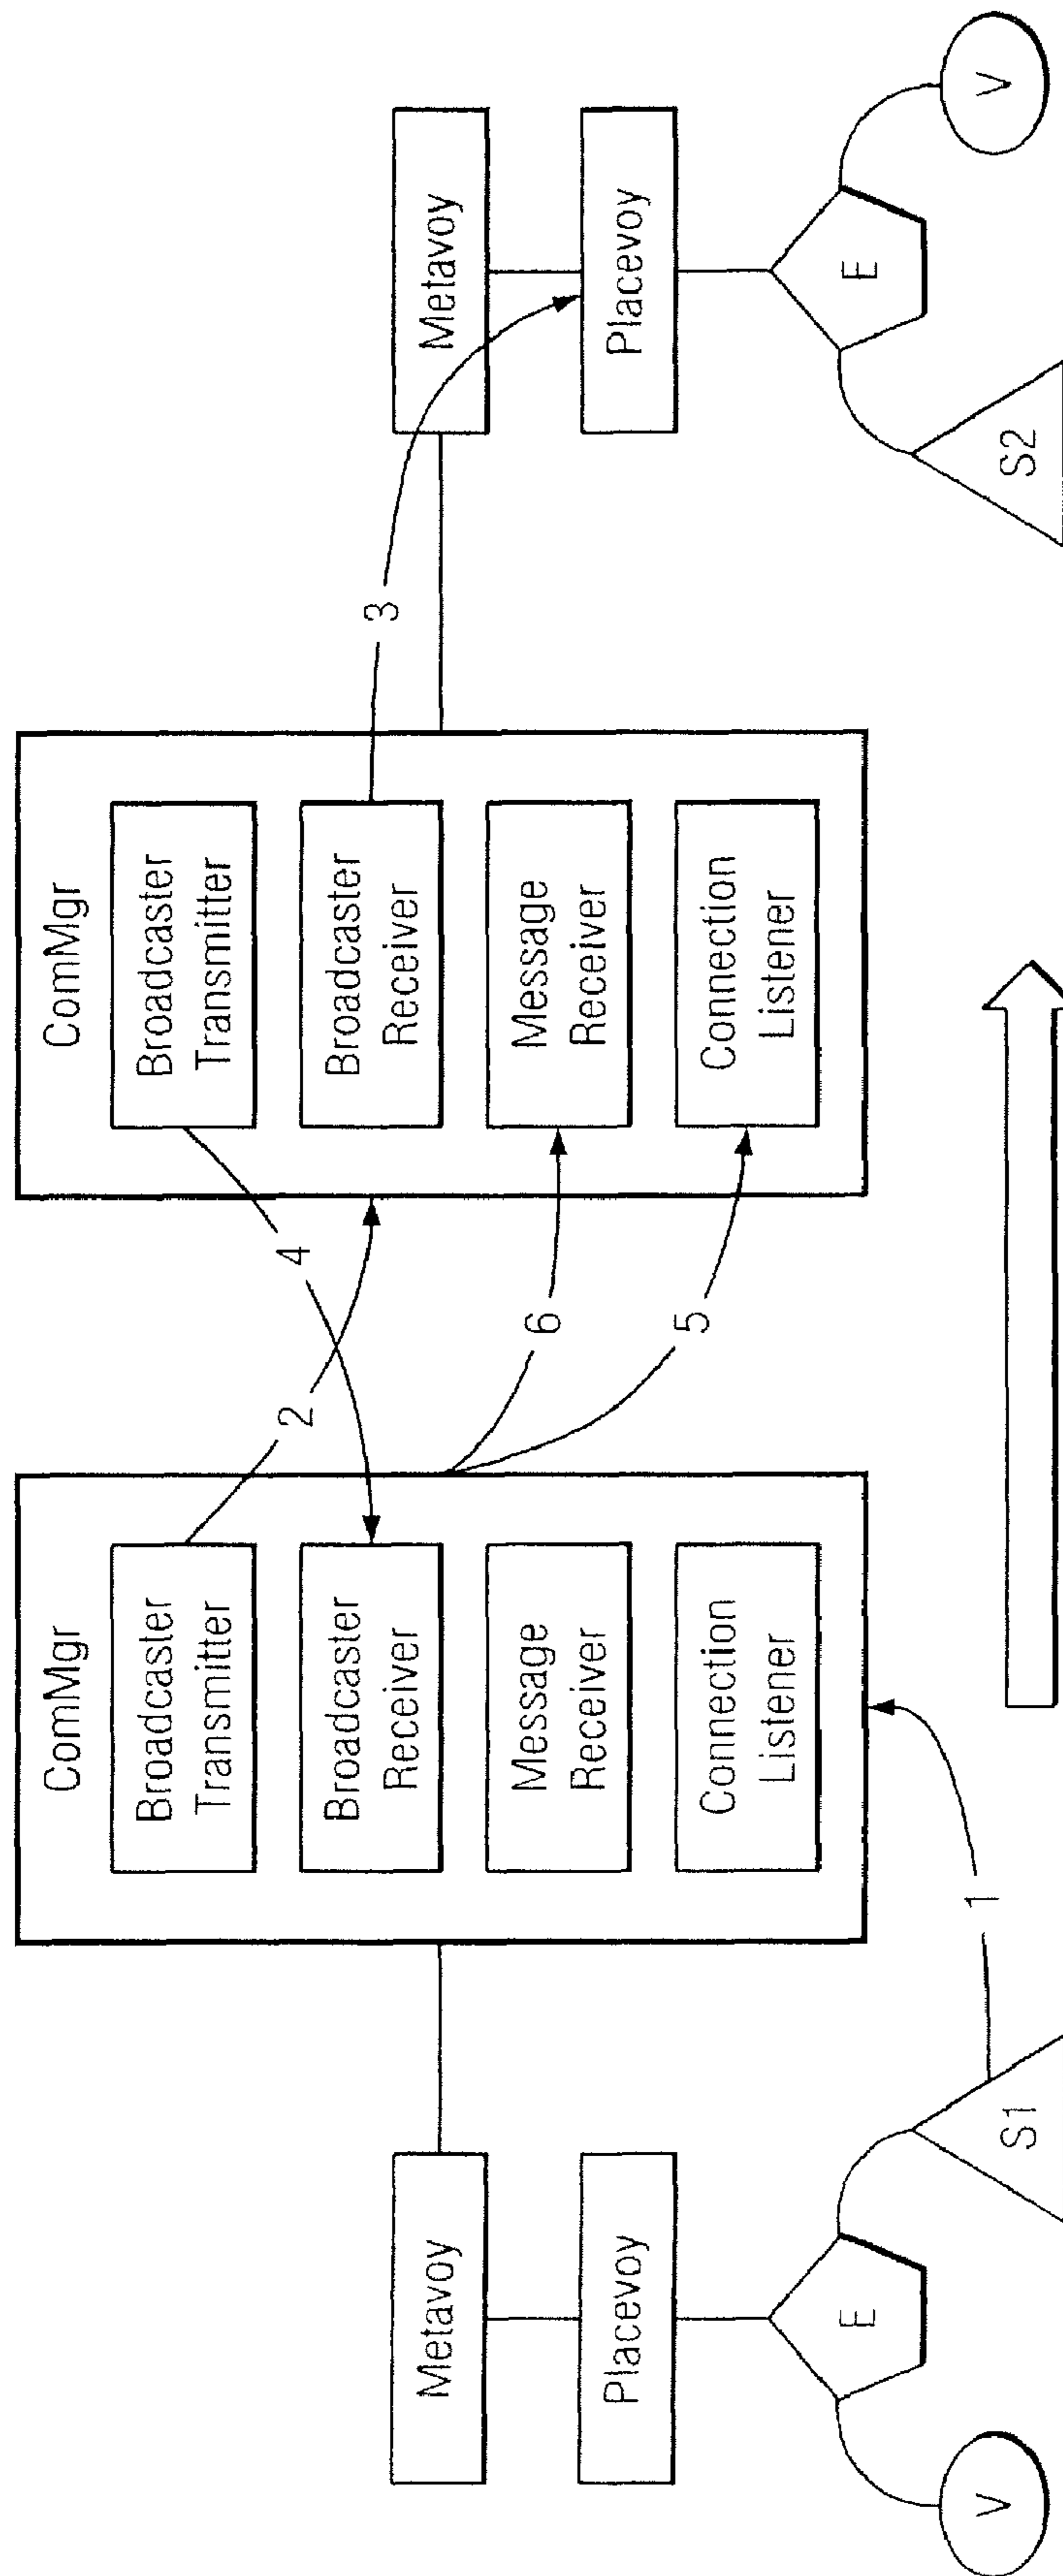 Metavoy
Placevoy
E
V
S1
1
ComMgr
Broadcaster
Transmitter
Broadcaster
Receiver
Message
Receiver
Connection
Listener
2
4
6
5
ComMgr
Broadcaster
Transmitter
Broadcaster
Receiver
Message
Receiver
Connection
Listener
3
Metavoy
Placevoy
E
S2
V